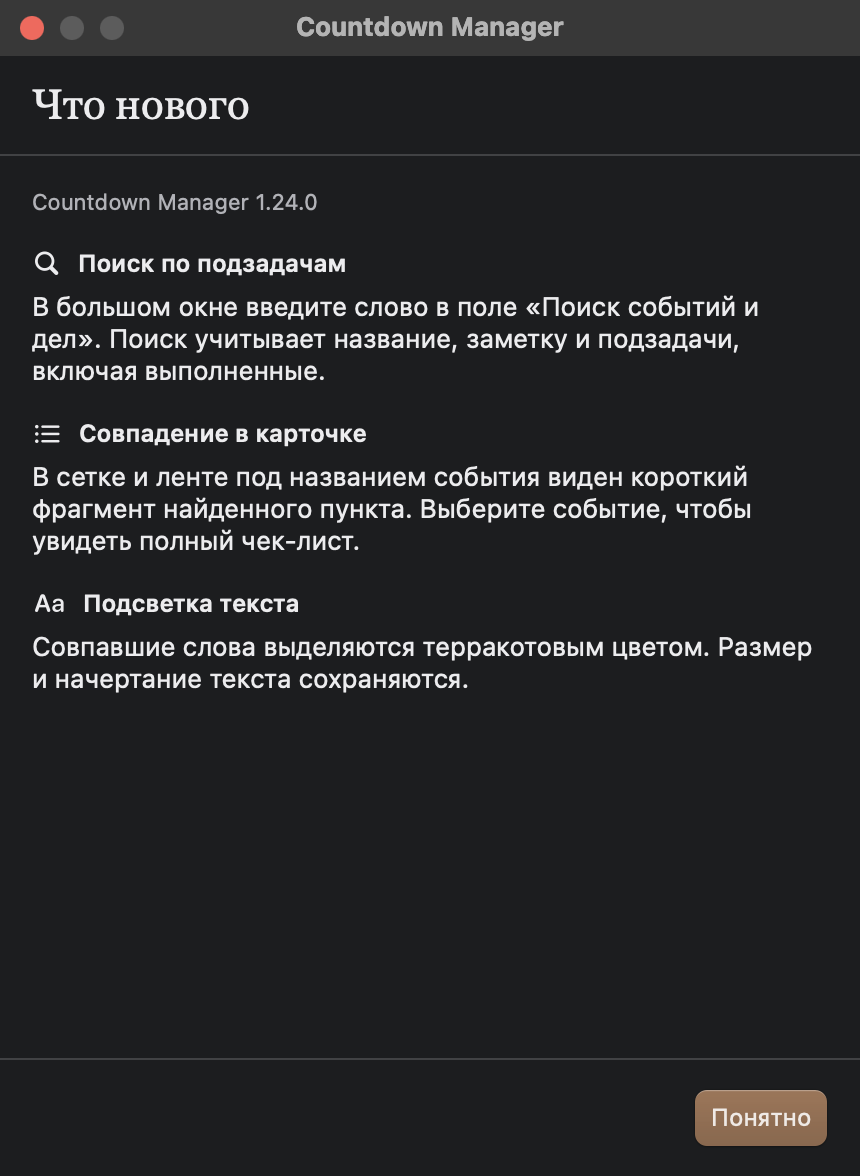 Countdown Manager
Что нового
Countdown Manager 1.24.0
Поиск по подзадачам
В большом окне введите слово в поле «Поиск событий и
дел». Поиск учитывает название, заметку и подзадачи,
включая выполненные.
Совпадение в карточке
В сетке и ленте под названием события виден короткий
фрагмент найденного пункта. Выберите событие, чтобы
увидеть полный чек-лист.
Aa Подсветка текста
Совпавшие слова выделяются терракотовым цветом. Размер
и начертание текста сохраняются.
Понятно